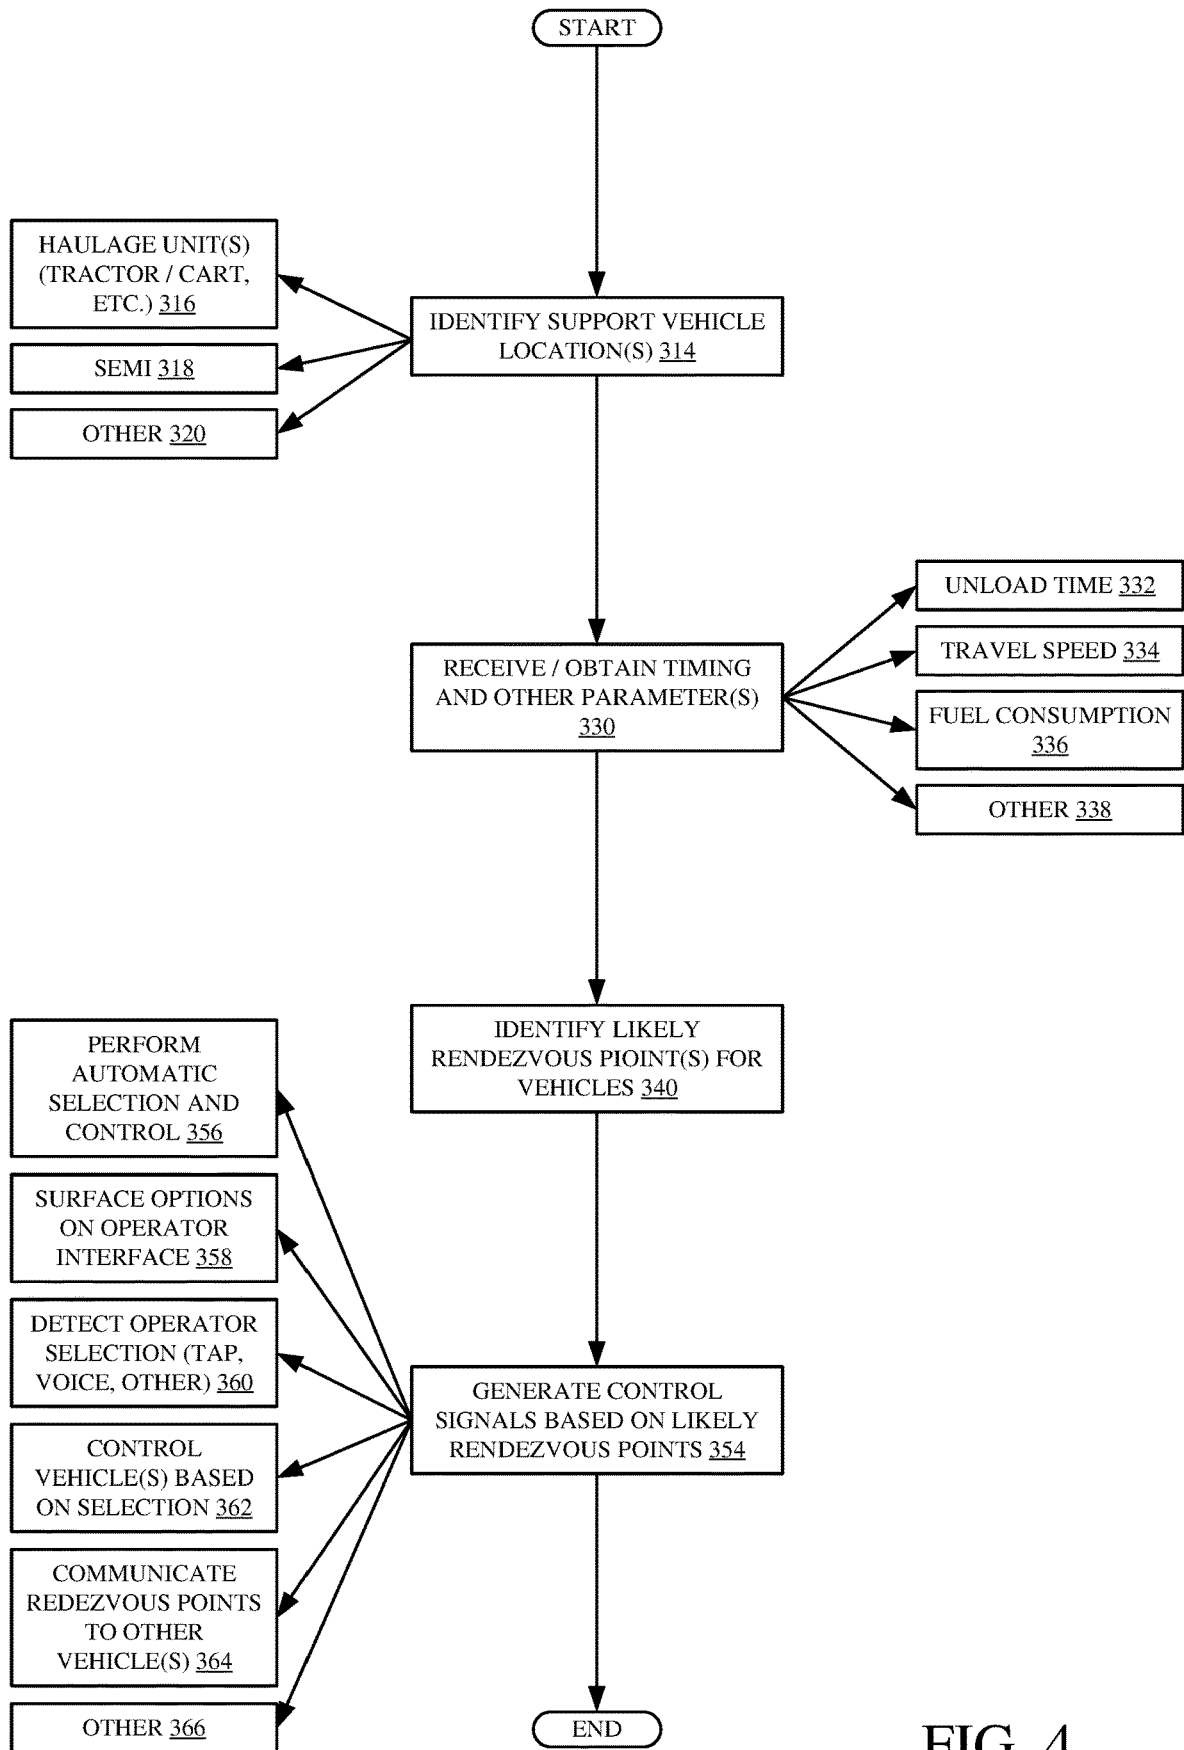 START
HAULAGE UNIT(S)
(TRACTOR / CART,
ETC.) 316
SEMI 318
OTHER 320
IDENTIFY SUPPORT VEHICLE
LOCATION(S) 314
RECEIVE / OBTAIN TIMING
AND OTHER PARAMETER(S)
330
UNLOAD TIME 332
TRAVEL SPEED 334
FUEL CONSUMPTION
336
OTHER 338
IDENTIFY LIKELY
RENDEZVOUS PIOINT(S) FOR
VEHICLES 340
PERFORM
AUTOMATIC
SELECTION AND
CONTROL 356
SURFACE OPTIONS
ON OPERATOR
INTERFACE 358
DETECT OPERATOR
SELECTION (TAP,
VOICE, OTHER) 360
CONTROL
VEHICLE(S) BASED
ON SELECTION 362
COMMUNICATE
REDEZVOUS POINTS
TO OTHER
VEHICLE(S) 364
OTHER 366
GENERATE CONTROL
SIGNALS BASED ON LIKELY
RENDEZVOUS POINTS 354
END
FIG. 4